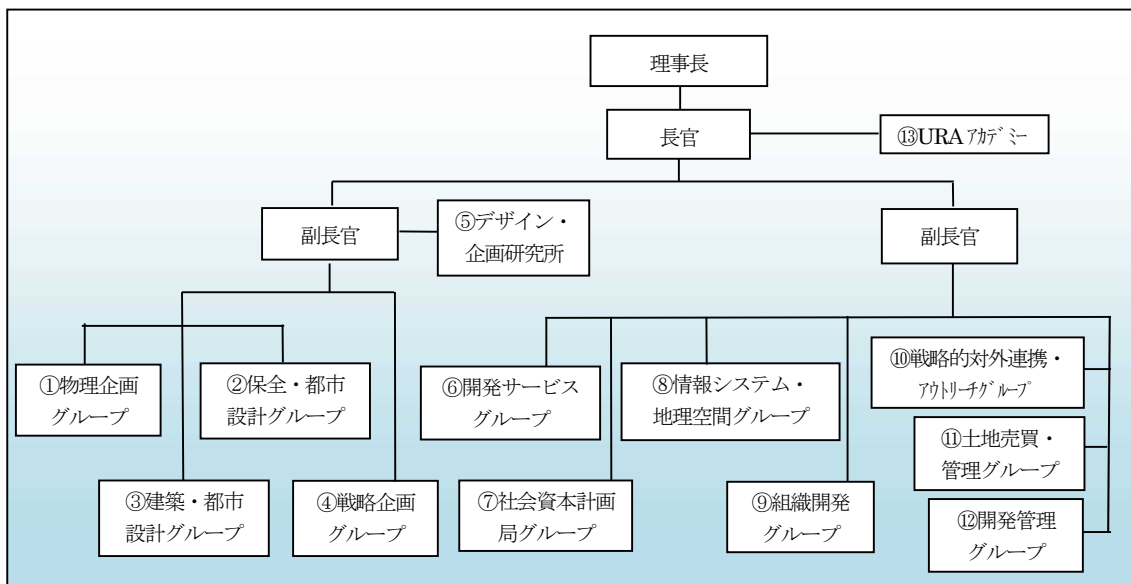 理事長
長官
⑬URA ｱｶﾃﾞﾐｰ
副長官
⑤デザイン・
企画研究所
副長官
①物理企画
グループ
②保全・都市
設計グループ
③建築・都市
設計グループ
④戦略企画
グループ
⑥開発サービス
グループ
⑧情報システム・
地理空間グループ
⑦社会資本計画
局グループ
⑨組織開発
グループ
⑩戦略的対外連携・
ｱｳﾄﾘｰﾁｸﾞﾙｰﾌﾟ
⑪土地売買・
管理グループ
⑫開発管理
グループ